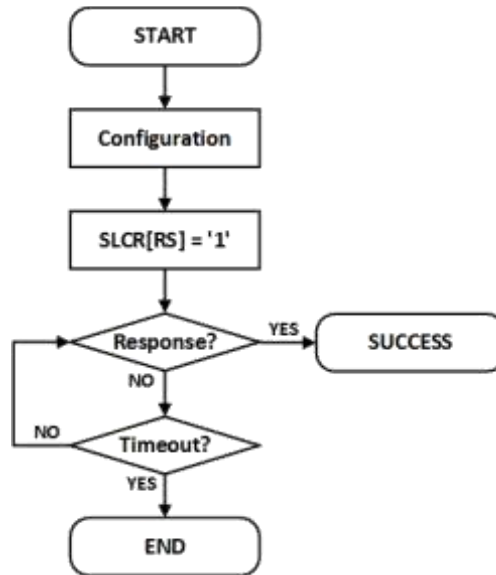 START
Configuration
SLCR[RS] = '1'
Response?
YES
SUCCESS
NO
NO
Timeout?
YES
END